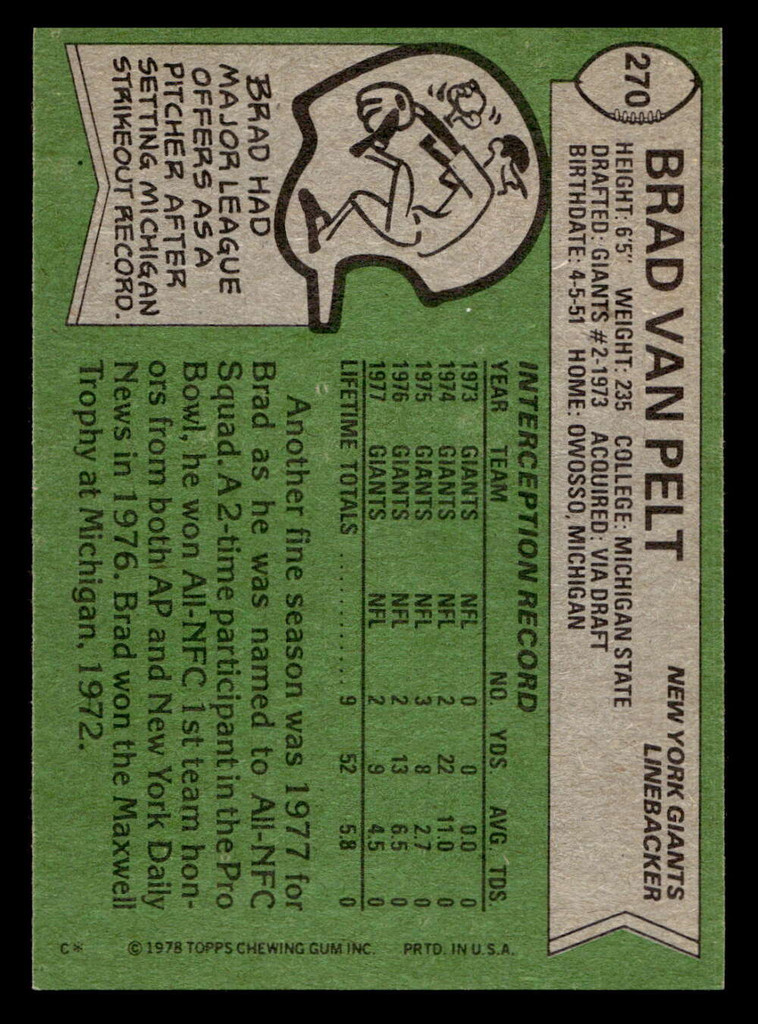 270
BRAD VAN PELT
NEW YORK GIANTS
LINEBACKER
HEIGHT: 6'5" WEIGHT: 235 COLLEGE: MICHIGAN STATE
DRAFTED: GIANTS #2-1973 ACQUIRED: VIA DRAFT
BIRTHDATE: 4-5-51 HOME: OWOSSO, MICHIGAN
BRAD HAD
MAJOR LEAGUE
OFFERS AS A
PITCHER AFTER
SETTING MICHIGAN
STRIKEOUT RECORD.
INTERCEPTION RECORD
YEAR TEAM NO. YDS. AVG. TDS.
1973 GIANTS NFL 0 0 0.0 0
1974 GIANTS NFL 2 22 11.0 0
1975 GIANTS NFL 3 8 2.7 0
1976 GIANTS NFL 2 13 6.5 0
1977 GIANTS NFL 2 9 4.5 0
LIFETIME TOTALS .......... 9 52 5.8 0
Another fine season was 1977 for
Brad as he was named to All-NFC
Squad. A 2-time participant in the Pro
Bowl, he won All-NFC 1st team hon-
ors from both AP and New York Daily
News in 1976. Brad won the Maxwell
Trophy at Michigan, 1972.
C* © 1978 TOPPS CHEWING GUM INC. PRTD. IN U.S.A.